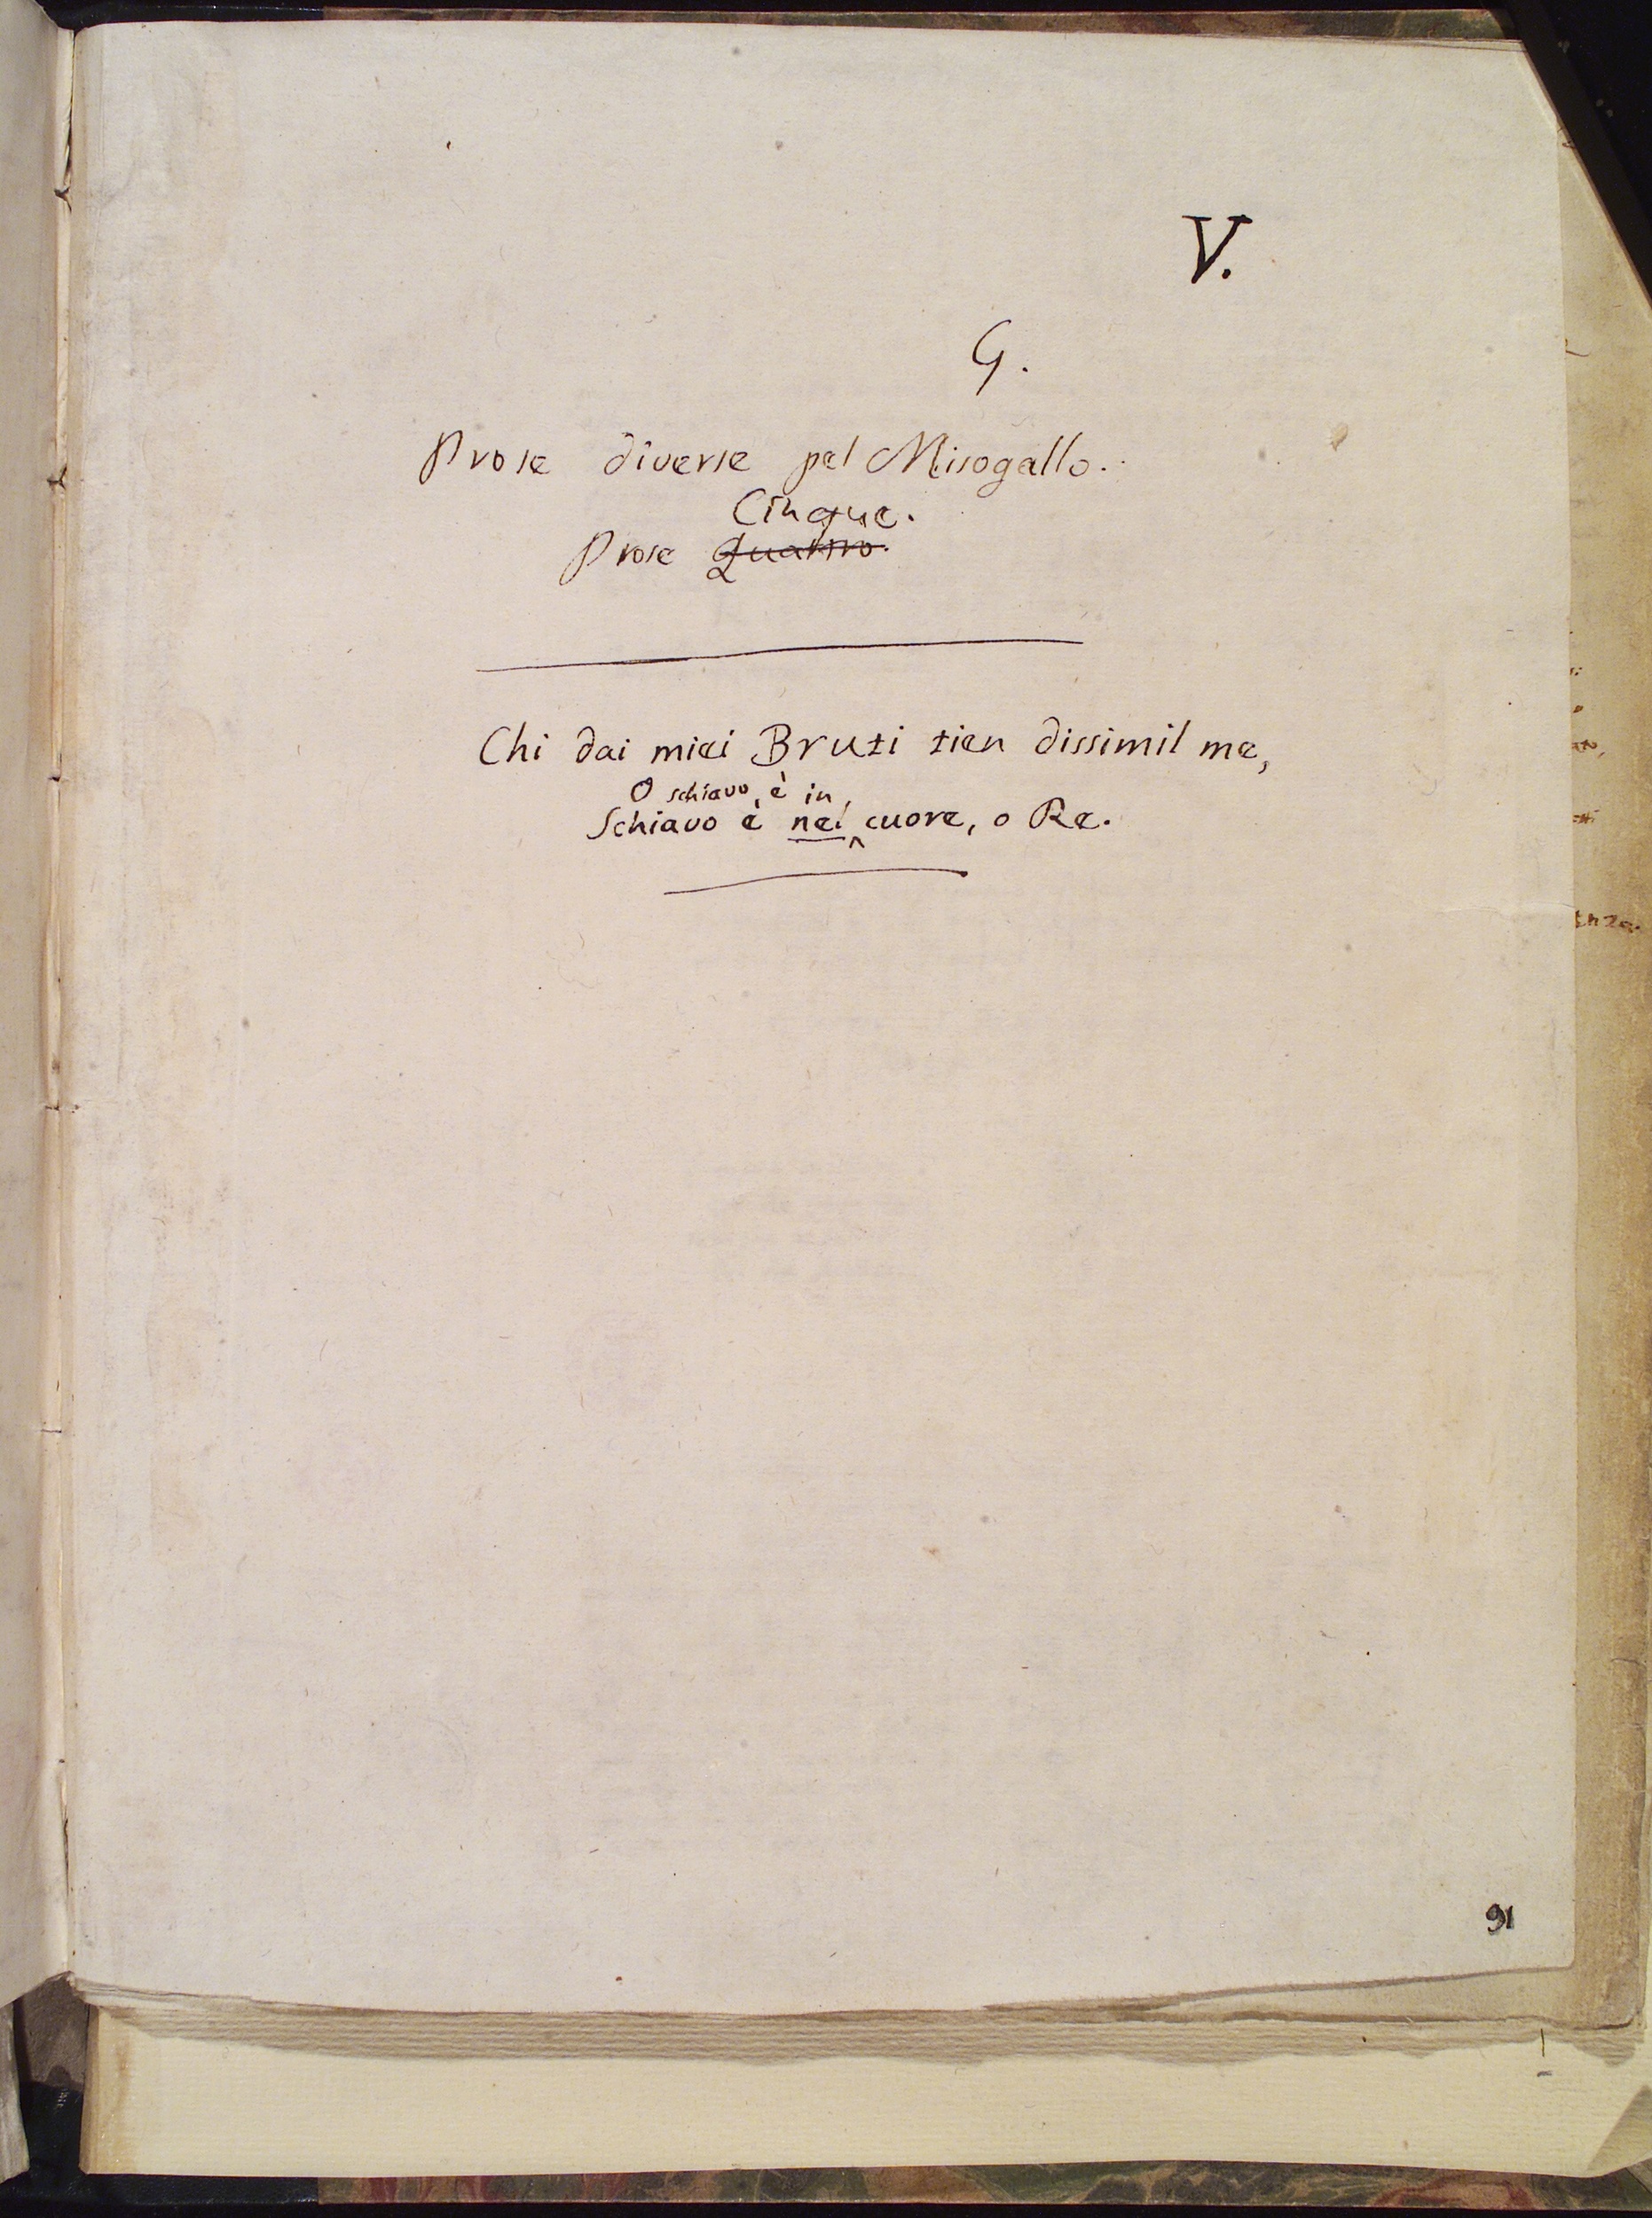 V.
G.
Prose diverse pel Misogallo.
Cinque.
Prose Quattro.
Chi dai miei Bruti tien dissimil me,
O schiavo, è in
Schiavo è nel cuore, o Re.
91